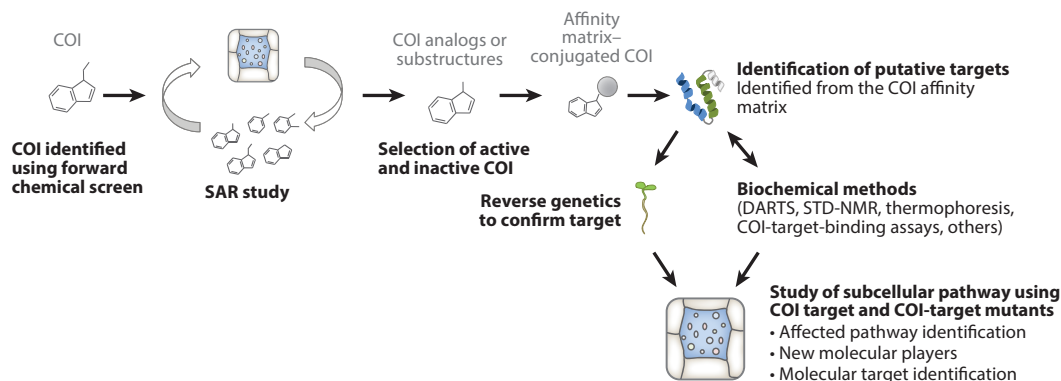 COI
COI identified
using forward
chemical screen
SAR study
COI analogs or
substructures
Selection of active
and inactive COI
Affinity
matrix–
conjugated COI
Identification of putative targets
Identified from the COI affinity
matrix
Reverse genetics
to confirm target
Biochemical methods
(DARTS, STD-NMR, thermophoresis,
COI-target-binding assays, others)
Study of subcellular pathway using
COI target and COI-target mutants
• Affected pathway identification
• New molecular players
• Molecular target identification